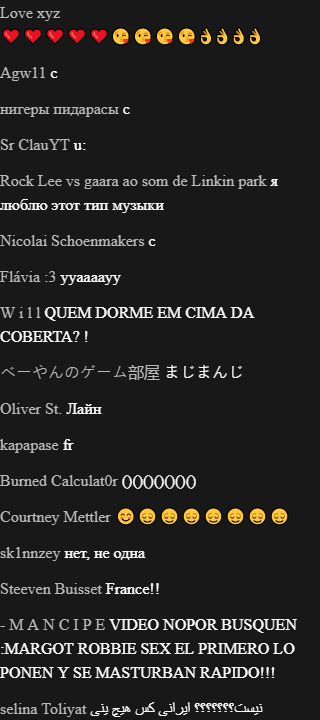 Love xyz
❤❤❤❤❤😘😘😘😘👌👌👌👌
Agw11 c
нигеры пидарасы c
Sr ClauYT u:
Rock Lee vs gaara ao som de Linkin park я
люблю этот тип музыки
Nicolai Schoenmakers c
Flávia :3 yyaaaayy
W i l l QUEM DORME EM CIMA DA
COBERTA? !
べーやんのゲーム部屋 まじまんじ
Oliver St. Лайн
kapapase fr
Burned Calculat0r ()()()()()()()
Courtney Mettler 😊😌😌😌😌😌😌😌
sk1nnzey нет, не одна
Steeven Buisset France!!
- M A N C I P E VIDEO NOPOR BUSQUEN
:MARGOT ROBBIE SEX EL PRIMERO LO
PONEN Y SE MASTURBAN RAPIDO!!!
selina Toliyat ایرانی کس هیچ ینی ؟؟؟؟؟؟؟نیست